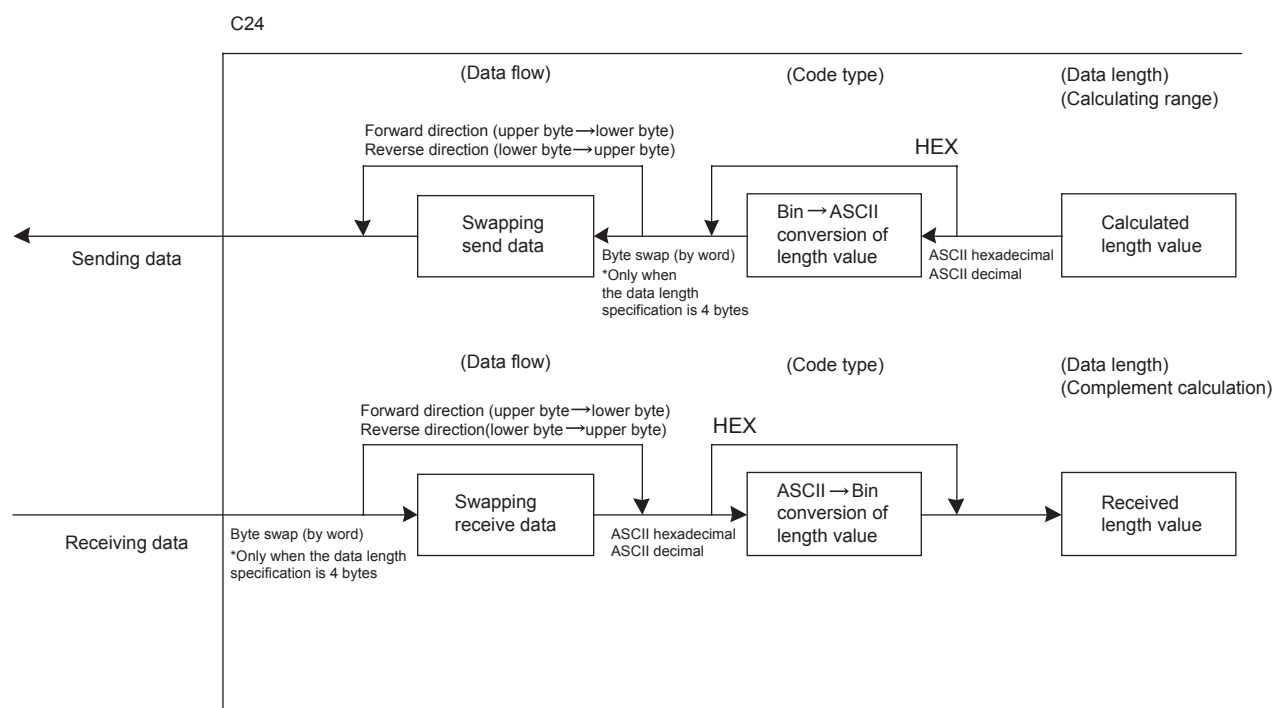 C24
(Data flow)
(Code type)
(Data length)
(Calculating range)
Forward direction (upper byte→lower byte)
Reverse direction (lower byte→upper byte)
HEX
Swapping
send data
Bin→ASCII
conversion of
length value
Calculated
length value
Sending data
Byte swap (by word)
*Only when
the data length
specification is 4 bytes
ASCII hexadecimal
ASCII decimal
(Data flow)
(Code type)
(Data length)
(Complement calculation)
Forward direction (upper byte→lower byte)
Reverse direction(lower byte→upper byte)
HEX
Swapping
receive data
ASCII→Bin
conversion of
length value
Received
length value
Receiving data
Byte swap (by word)
*Only when the data length
specification is 4 bytes
ASCII hexadecimal
ASCII decimal